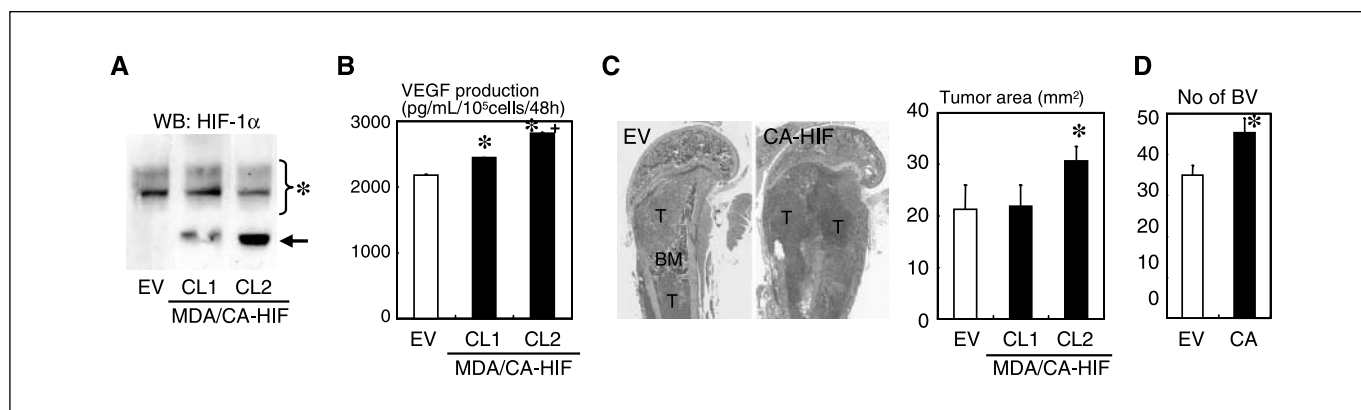 A
WB: HIF-1α
*
EV CL1 CL2
MDA/CA-HIF
B
VEGF production
(pg/mL/10⁵cells/48h)
3000
2000
1000
0
*
* +
EV CL1 CL2
MDA/CA-HIF
C
EV
T
BM
T
CA-HIF
T
T
Tumor area (mm²)
40
30
20
10
0
*
EV CL1 CL2
MDA/CA-HIF
D
No of BV
50
40
30
40
30
10
0
*
EV CA